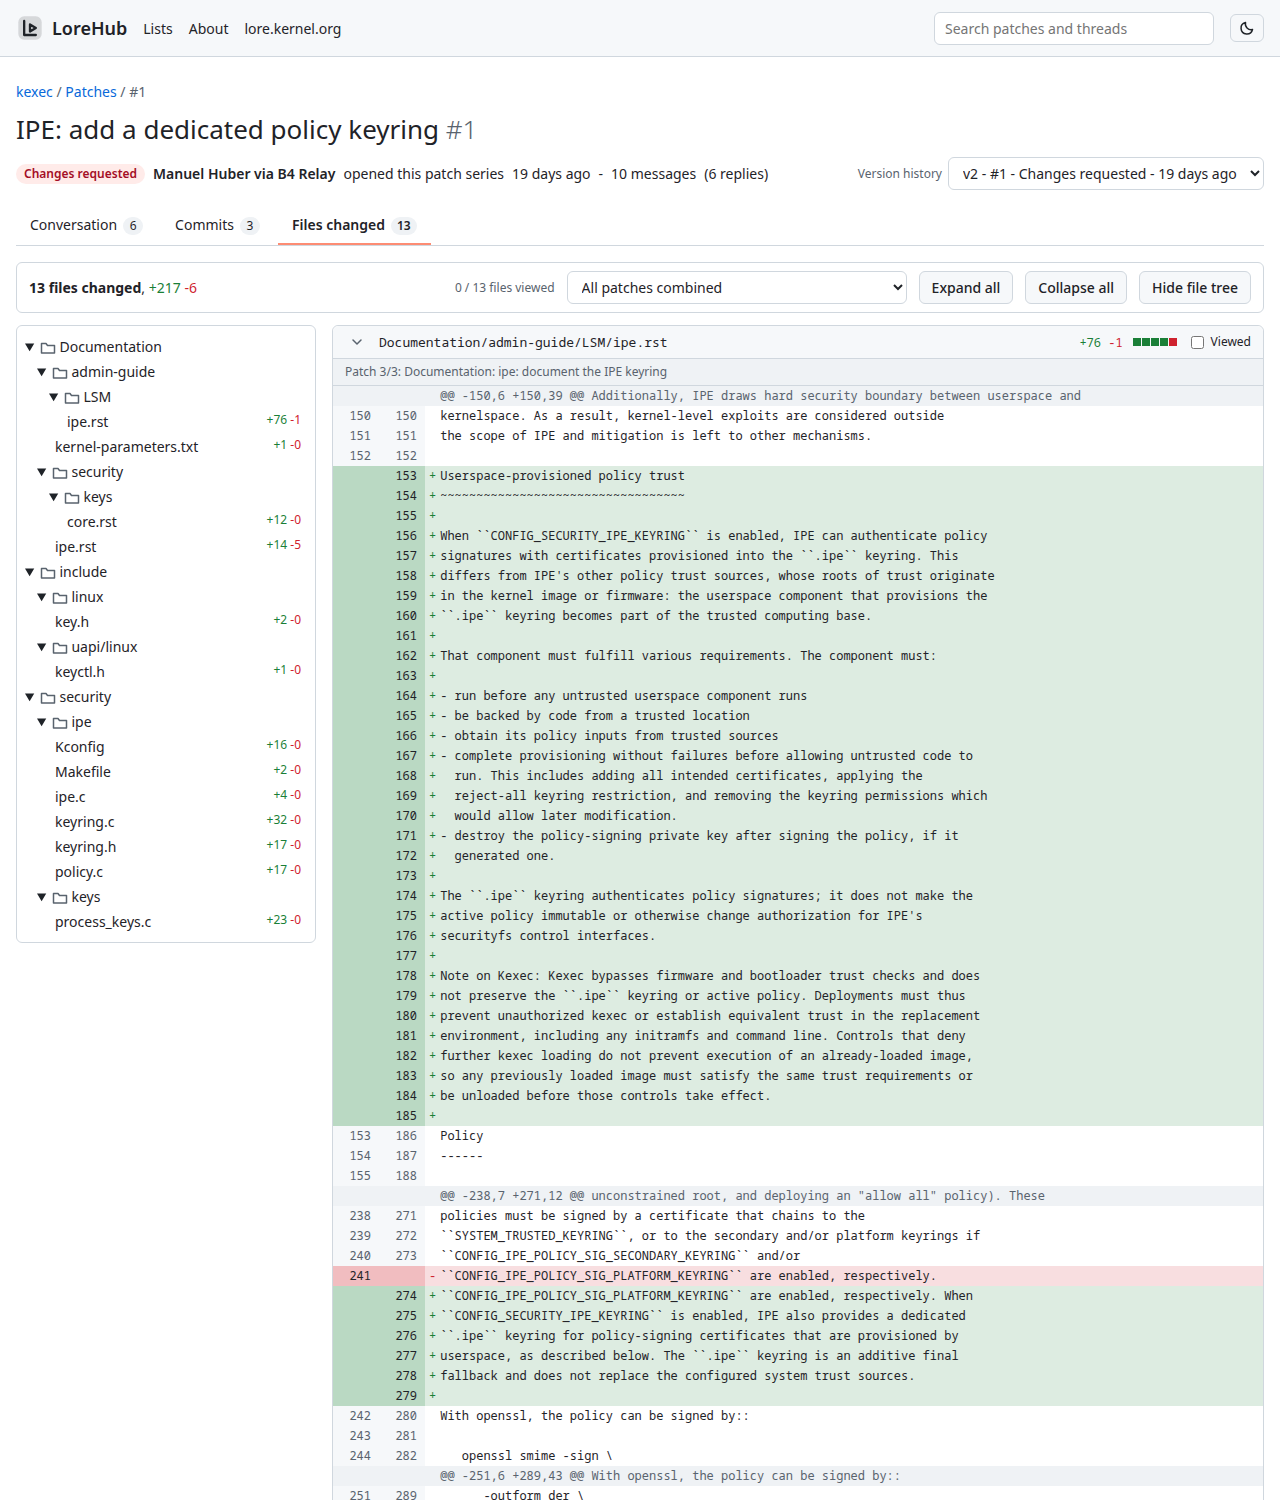 LoreHub Lists About lore.kernel.org Search patches and threads
kexec / Patches / #1
IPE: add a dedicated policy keyring #1
Changes requested Manuel Huber via B4 Relay opened this patch series 19 days ago - 10 messages (6 replies) Version history v2 - #1 - Changes requested - 19 days ago
Conversation 6 Commits 3 Files changed 13
13 files changed, +217 -6 0 / 13 files viewed All patches combined Expand all Collapse all Hide file tree
Documentation
admin-guide
LSM
ipe.rst +76 -1
kernel-parameters.txt +1 -0
security
keys
core.rst +12 -0
ipe.rst +14 -5
include
linux
key.h +2 -0
uapi/linux
keyctl.h +1 -0
security
ipe
Kconfig +16 -0
Makefile +2 -0
ipe.c +4 -0
keyring.c +32 -0
keyring.h +17 -0
policy.c +17 -0
keys
process_keys.c +23 -0
Documentation/admin-guide/LSM/ipe.rst +76 -1 Viewed
Patch 3/3: Documentation: ipe: document the IPE keyring
@@ -150,6 +150,39 @@ Additionally, IPE draws hard security boundary between userspace and
150 150 kernelspace. As a result, kernel-level exploits are considered outside
151 151 the scope of IPE and mitigation is left to other mechanisms.
152 152
153 + Userspace-provisioned policy trust
154 + ~~~~~~~~~~~~~~~~~~~~~~~~~~~~~~~~~~
155 +
156 + When ``CONFIG_SECURITY_IPE_KEYRING`` is enabled, IPE can authenticate policy
157 + signatures with certificates provisioned into the ``.ipe`` keyring. This
158 + differs from IPE's other policy trust sources, whose roots of trust originate
159 + in the kernel image or firmware: the userspace component that provisions the
160 + ``.ipe`` keyring becomes part of the trusted computing base.
161 +
162 + That component must fulfill various requirements. The component must:
163 +
164 + - run before any untrusted userspace component runs
165 + - be backed by code from a trusted location
166 + - obtain its policy inputs from trusted sources
167 + - complete provisioning without failures before allowing untrusted code to
168 + run. This includes adding all intended certificates, applying the
169 + reject-all keyring restriction, and removing the keyring permissions which
170 + would allow later modification.
171 + - destroy the policy-signing private key after signing the policy, if it
172 + generated one.
173 +
174 + The ``.ipe`` keyring authenticates policy signatures; it does not make the
175 + active policy immutable or otherwise change authorization for IPE's
176 + securityfs control interfaces.
177 +
178 + Note on Kexec: Kexec bypasses firmware and bootloader trust checks and does
179 + not preserve the ``.ipe`` keyring or active policy. Deployments must thus
180 + prevent unauthorized kexec or establish equivalent trust in the replacement
181 + environment, including any initramfs and command line. Controls that deny
182 + further kexec loading do not prevent execution of an already-loaded image,
183 + so any previously loaded image must satisfy the same trust requirements or
184 + be unloaded before those controls take effect.
185 +
153 186 Policy
154 187 ------
155 188
@@ -238,7 +271,12 @@ unconstrained root, and deploying an "allow all" policy). These
238 271 policies must be signed by a certificate that chains to the
239 272 ``SYSTEM_TRUSTED_KEYRING``, or to the secondary and/or platform keyrings if
240 273 ``CONFIG_IPE_POLICY_SIG_SECONDARY_KEYRING`` and/or
241 - ``CONFIG_IPE_POLICY_SIG_PLATFORM_KEYRING`` are enabled, respectively.
274 + ``CONFIG_IPE_POLICY_SIG_PLATFORM_KEYRING`` are enabled, respectively. When
275 + ``CONFIG_SECURITY_IPE_KEYRING`` is enabled, IPE also provides a dedicated
276 + ``.ipe`` keyring for policy-signing certificates that are provisioned by
277 + userspace, as described below. The ``.ipe`` keyring is an additive final
278 + fallback and does not replace the configured system trust sources.
279 +
242 280 With openssl, the policy can be signed by::
243 281
244 282 openssl smime -sign \
@@ -251,6 +289,43 @@ With openssl, the policy can be signed by::
251 289 -outform der \